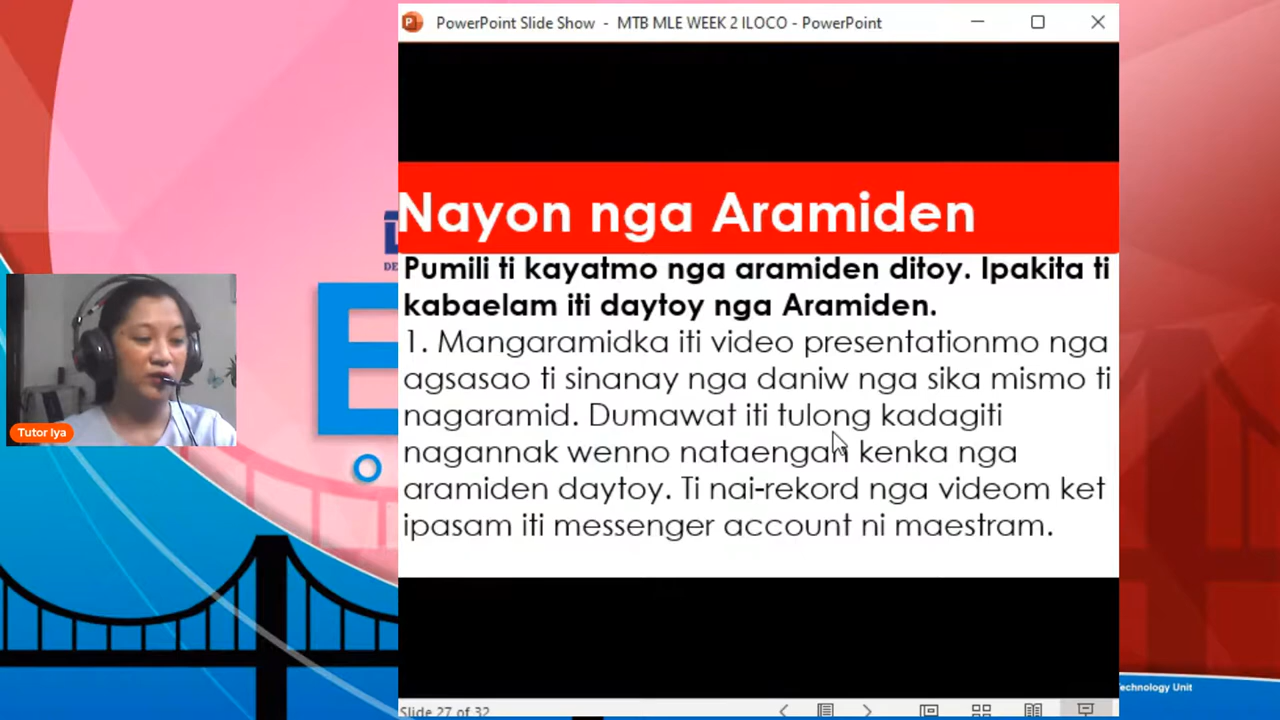 PowerPoint Slide Show - MTB MLE WEEK 2 ILOCO - PowerPoint
Nayon nga Aramiden
Pumili ti kayatmo nga aramiden ditoy. Ipakita ti
kabaelam iti daytoy nga Aramiden.
1. Mangaramidka iti video presentationmo nga
agsasao ti sinanay nga daniw nga sika mismo ti
nagaramid. Dumawat iti tulong kadagiti
nagannak wenno nataengan kenka nga
aramiden daytoy. Ti nai-rekord nga videom ket
ipasam iti messenger account ni maestram.
Tutor Iya
DE
E
Technology Unit
Slide 27 of 32